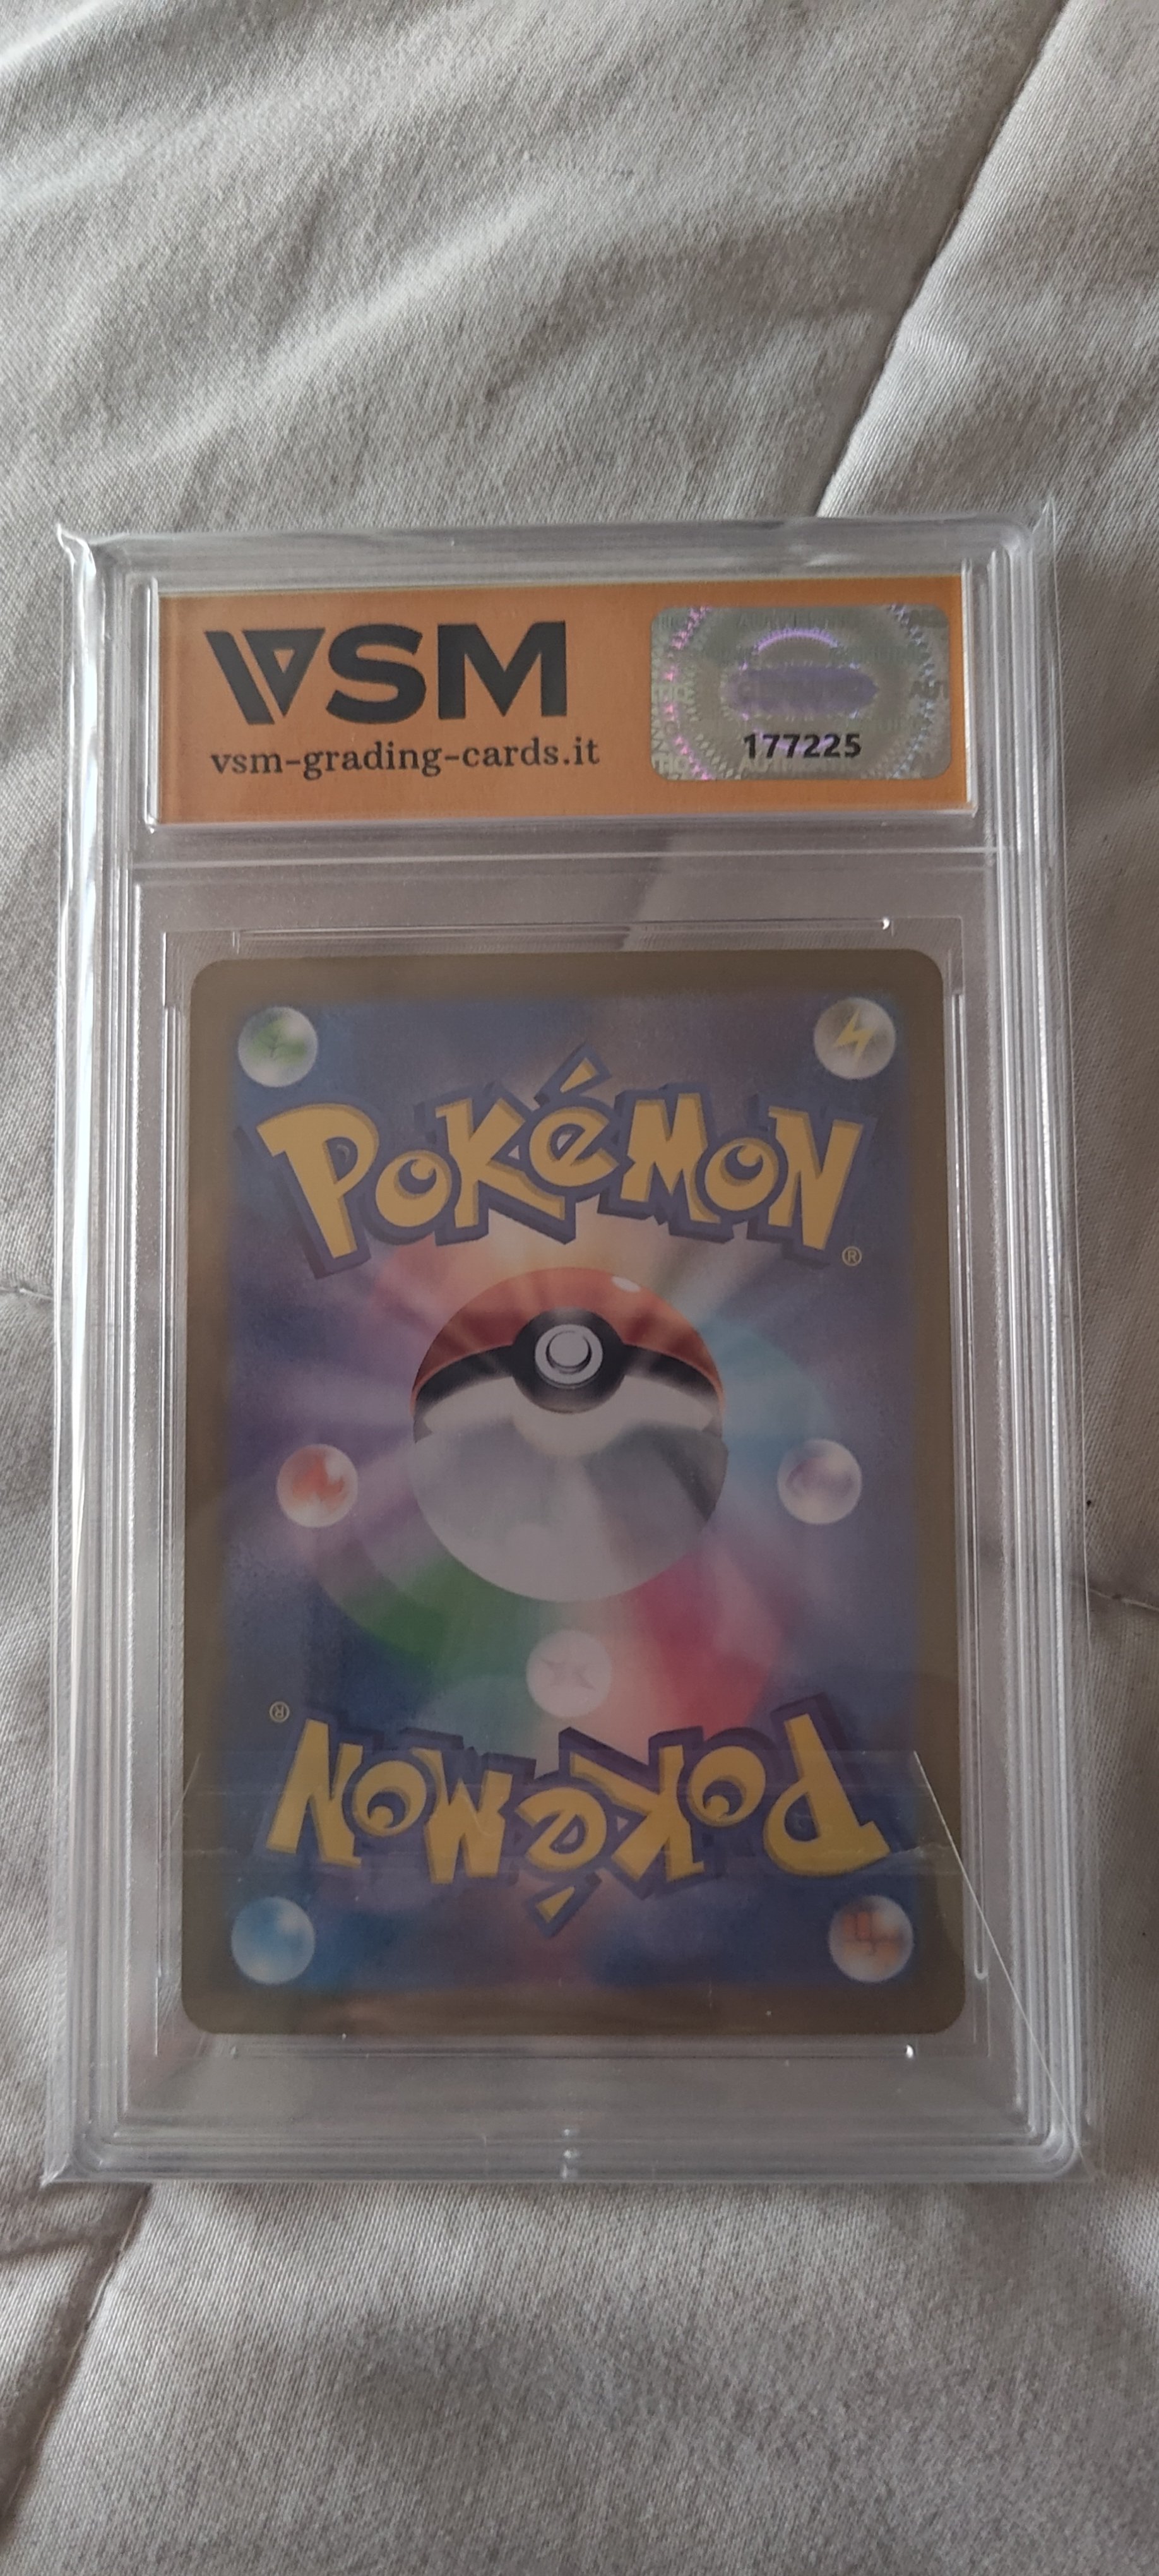 VSM
vsm-grading-cards.it
177225
POKéMON
®
®
POKéMON